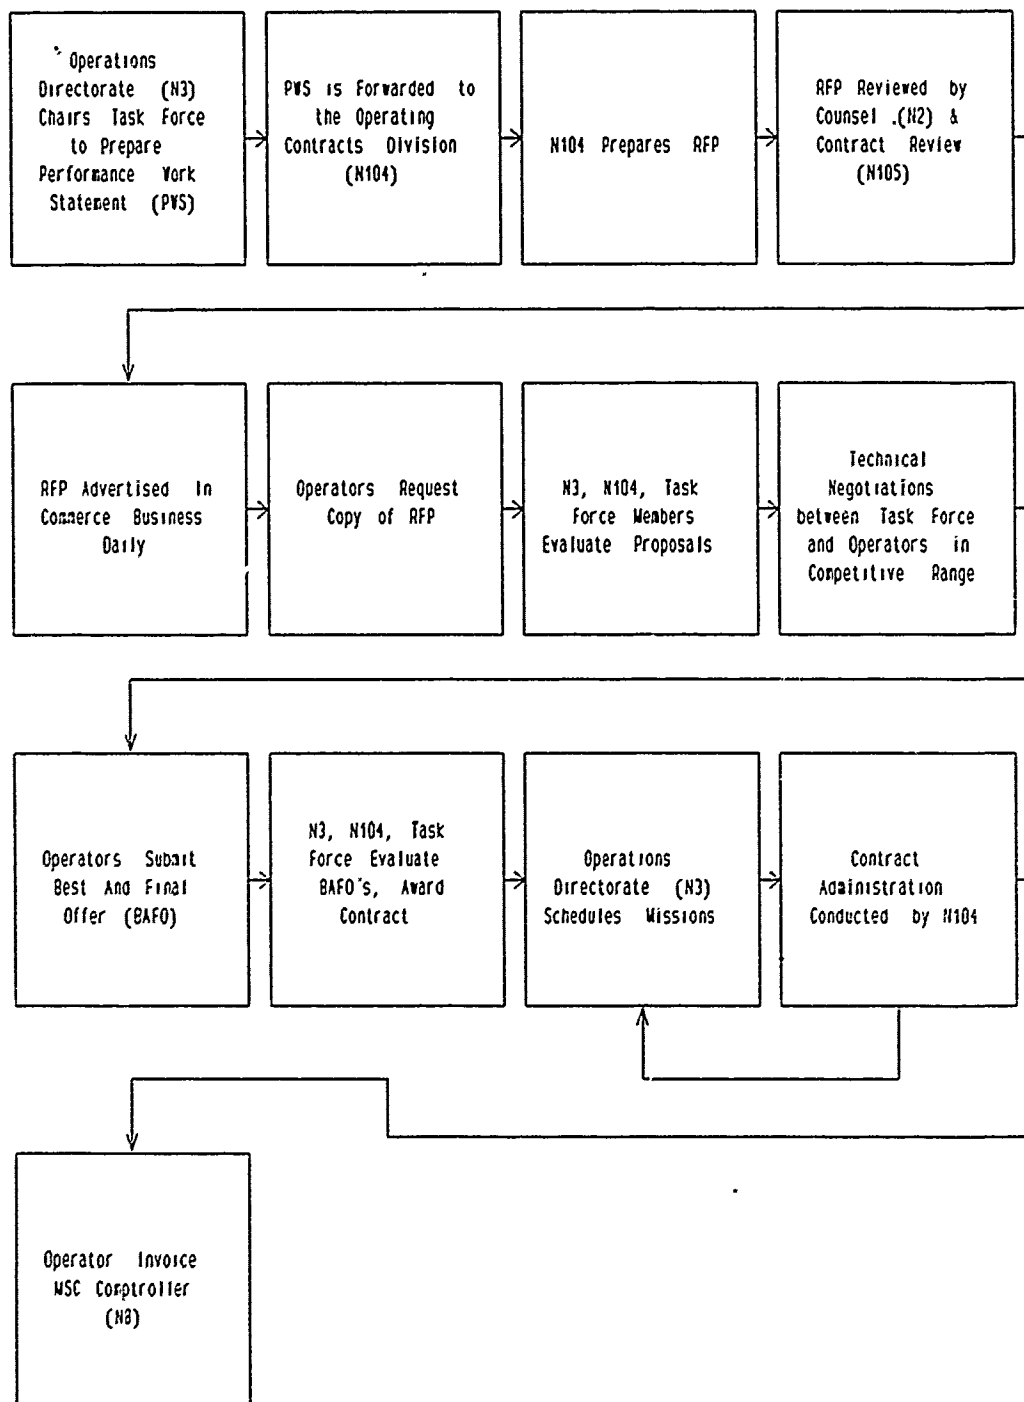 Operations
Directorate (N3)
Chairs Task Force
to Prepare
Performance Work
Statement (PWS)
PWS is Forwarded to
the Operating
Contracts Division
(N104)
N104 Prepares RFP
RFP Reviewed by
Counsel (N2) &
Contract Review
(N105)
RFP Advertised In
Commerce Business
Daily
Operators Request
Copy of RFP
N3, N104, Task
Force Members
Evaluate Proposals
Technical
Negotiations
between Task Force
and Operators in
Competitive Range
Operators Submit
Best And Final
Offer (BAFO)
N3, N104, Task
Force Evaluate
BAFO's, Award
Contract
Operations
Directorate (N3)
Schedules Missions
Contract
Administration
Conducted by N104
Operator Invoice
MSC Comptroller
(N8)